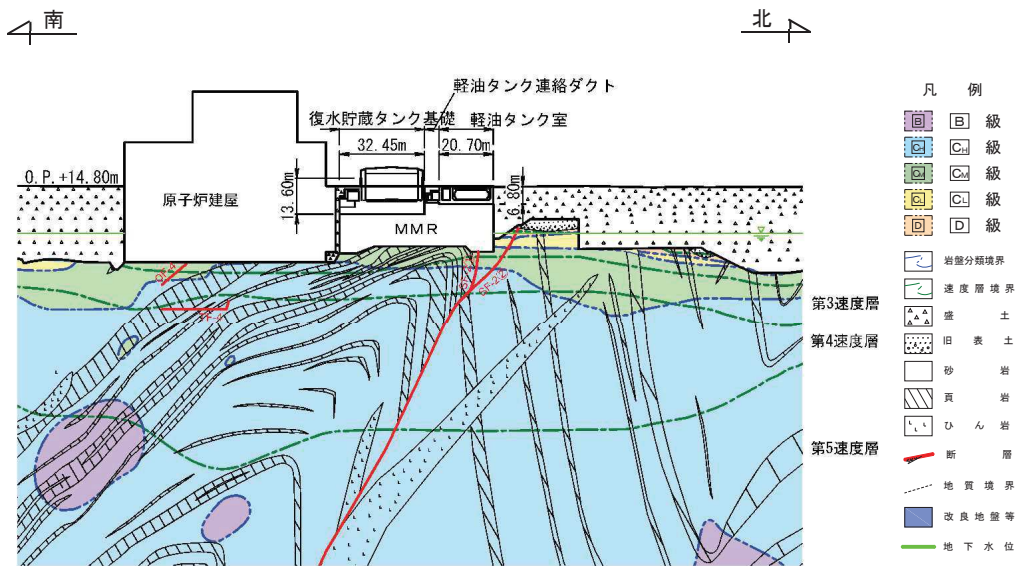 南
北
軽油タンク連絡ダクト
復水貯蔵タンク基礎
軽油タンク室
32.45m
20.70m
O.P.+14.80m
13.60m
6.80m
原子炉建屋
MMR
第3速度層
第4速度層
第5速度層
凡 例
B B 級
CH CH 級
CM CM 級
CL CL 級
D D 級
岩盤分類境界
速度層境界
盛 土
旧 表 土
砂 岩
頁 岩
ひ ん 岩
断 層
地 質 境 界
改 良 地 盤 等
地 下 水 位